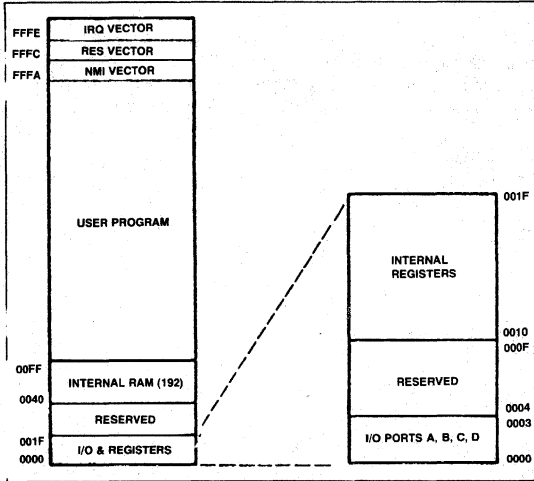 FFFE
IRQ VECTOR
FFFC
RES VECTOR
FFFA
NMI VECTOR
USER PROGRAM
00FF
INTERNAL RAM (192)
0040
RESERVED
001F
I/O & REGISTERS
0000
001F
INTERNAL
REGISTERS
0010
000F
RESERVED
0004
0003
I/O PORTS A, B, C, D
0000